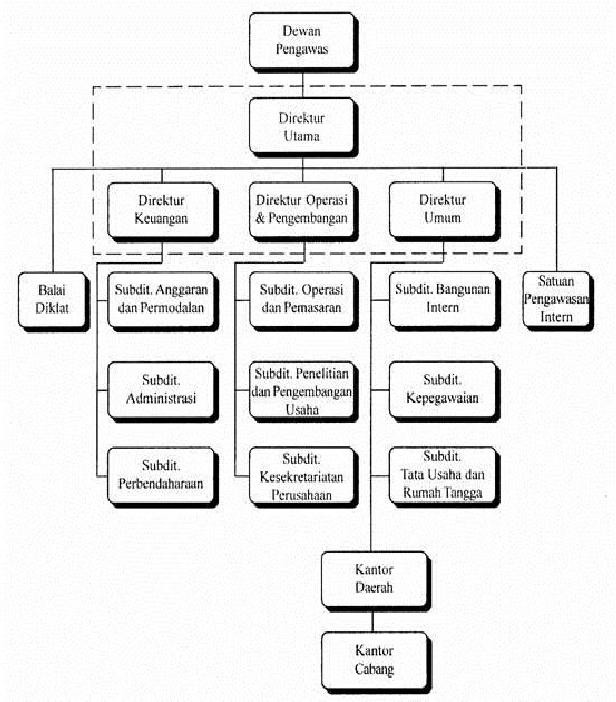 Dewan
Pengawas
Direktur
Utama
Direktur
Keuangan
Direktur Operasi
& Pengembangan
Direktur
Umum
Balai
Diklat
Subdit. Anggaran
dan Permodalan
Subdit. Operasi
dan Pemasaran
Subdit. Bangunan
Intern
Satuan
Pengawasan
Intern
Subdit.
Administrasi
Subdit. Penelitian
dan Pengembangan
Usaha
Subdit.
Kepegawaian
Subdit.
Perbendaharaan
Subdit.
Kesekretariatan
Perusahaan
Subdit.
Tata Usaha dan
Rumah Tangga
Kantor
Daerah
Kantor
Cabang